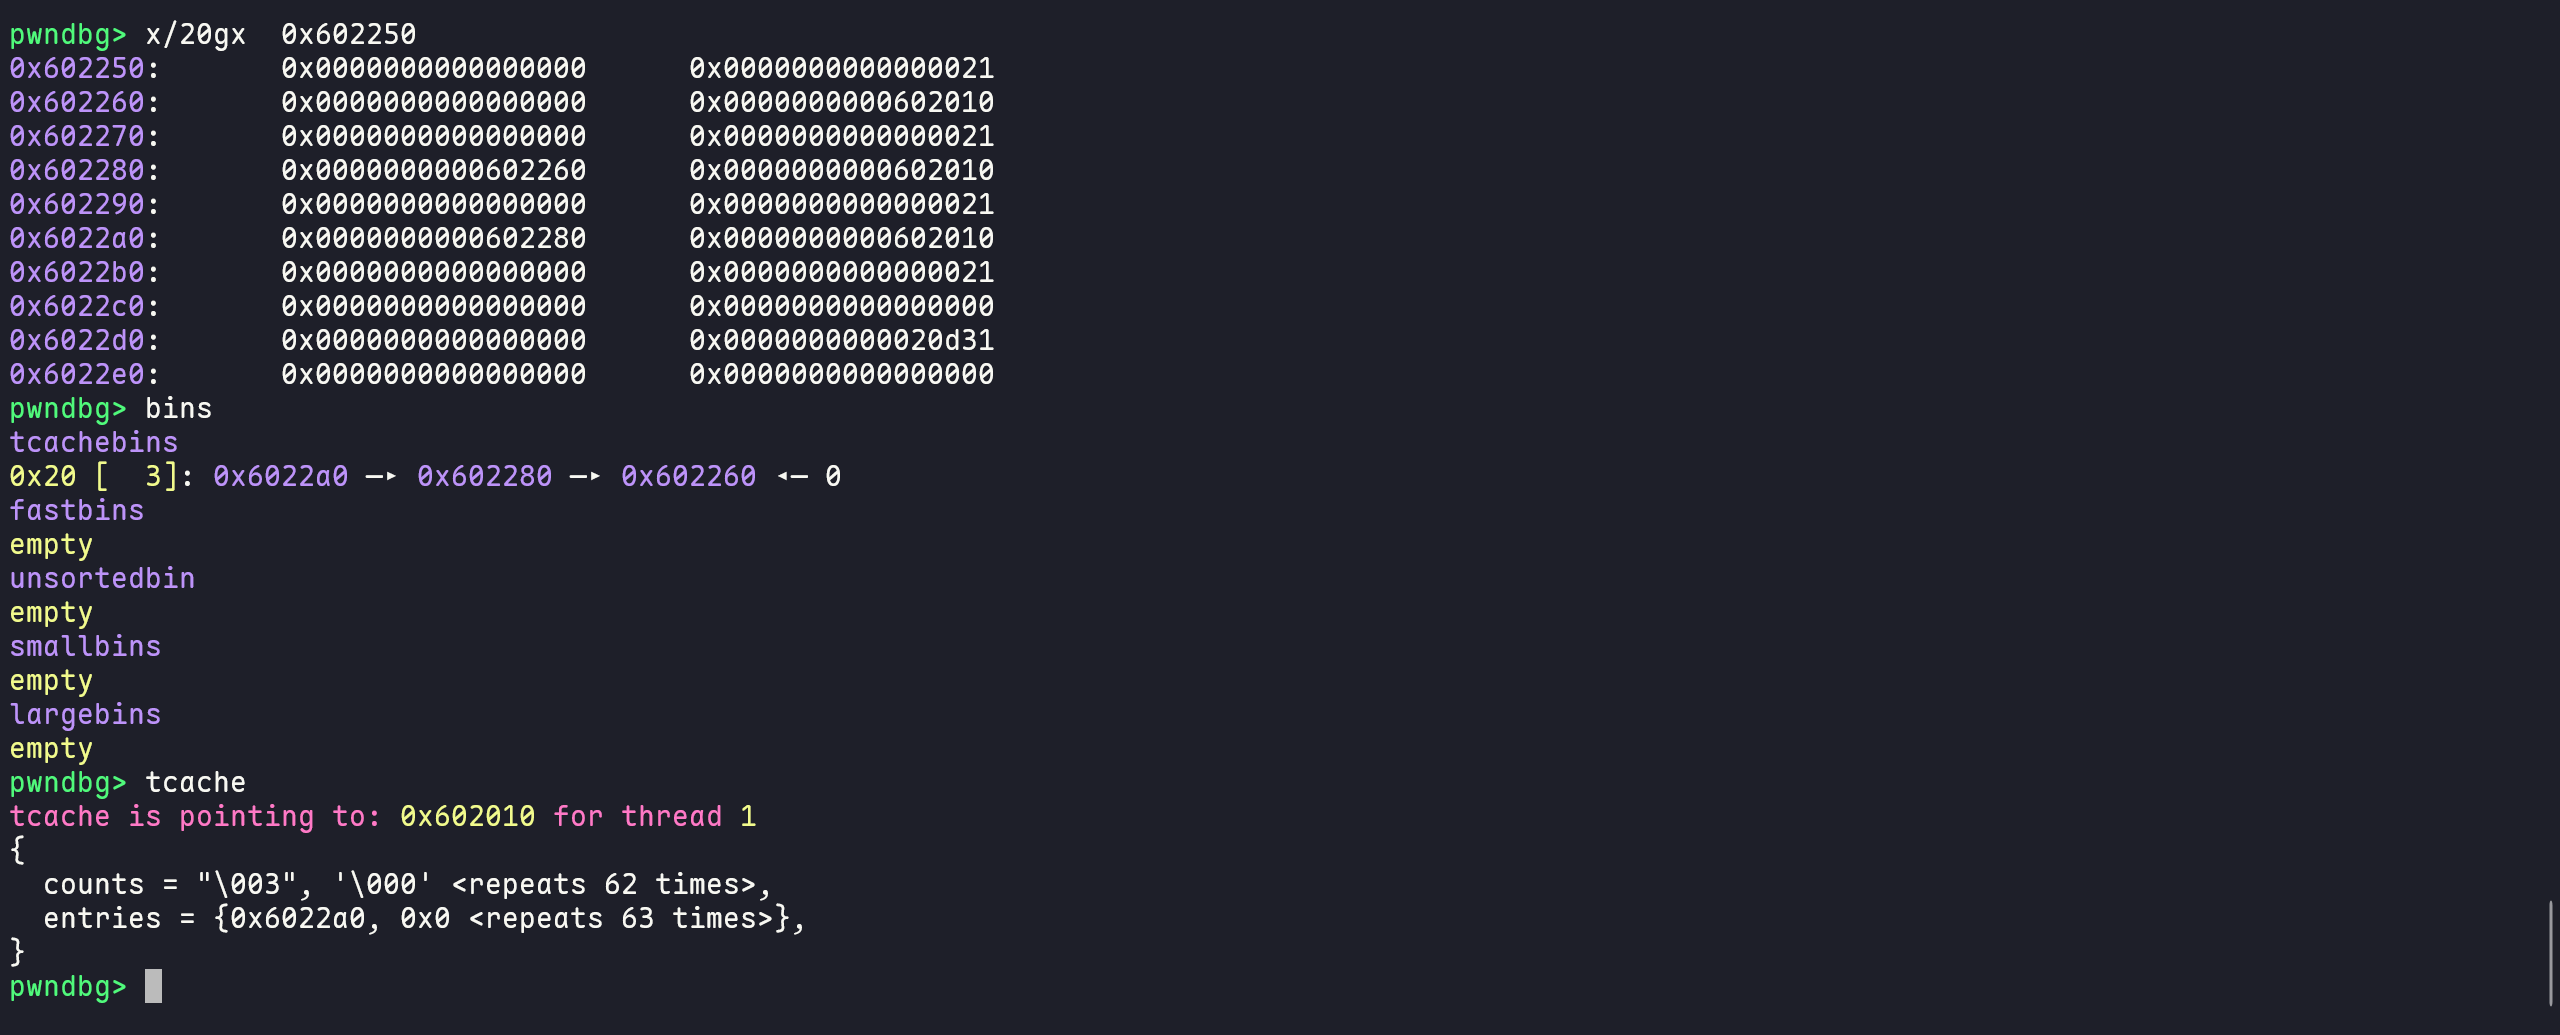 pwndbg> x/20gx  0x602250
0x602250:       0x0000000000000000      0x0000000000000021
0x602260:       0x0000000000000000      0x0000000000602010
0x602270:       0x0000000000000000      0x0000000000000021
0x602280:       0x0000000000602260      0x0000000000602010
0x602290:       0x0000000000000000      0x0000000000000021
0x6022a0:       0x0000000000602280      0x0000000000602010
0x6022b0:       0x0000000000000000      0x0000000000000021
0x6022c0:       0x0000000000000000      0x0000000000000000
0x6022d0:       0x0000000000000000      0x0000000000020d31
0x6022e0:       0x0000000000000000      0x0000000000000000
pwndbg> bins
tcachebins
0x20 [  3]: 0x6022a0 —▸ 0x602280 —▸ 0x602260 ◂— 0
fastbins
empty
unsortedbin
empty
smallbins
empty
largebins
empty
pwndbg> tcache
tcache is pointing to: 0x602010 for thread 1
{
  counts = "\003", '\000' <repeats 62 times>,
  entries = {0x6022a0, 0x0 <repeats 63 times>},
}
pwndbg>